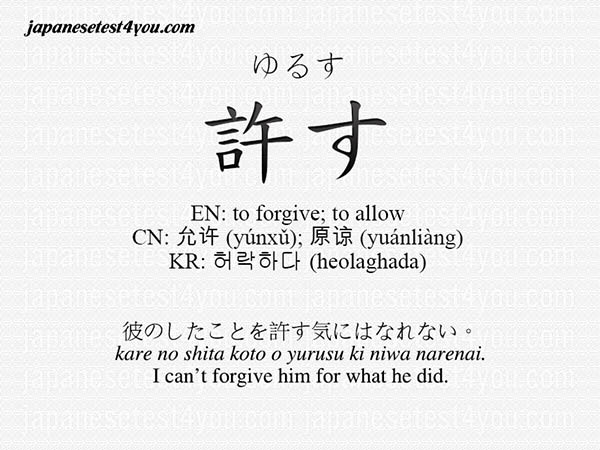 japanesetest4you.com
ゆるす
許す
EN: to forgive; to allow
CN: 允许 (yúnxǔ); 原谅 (yuánliàng)
KR: 허락하다 (heolaghada)
彼のしたことを許す気にはなれない。
kare no shita koto o yurusu ki niwa narenai.
I can’t forgive him for what he did.